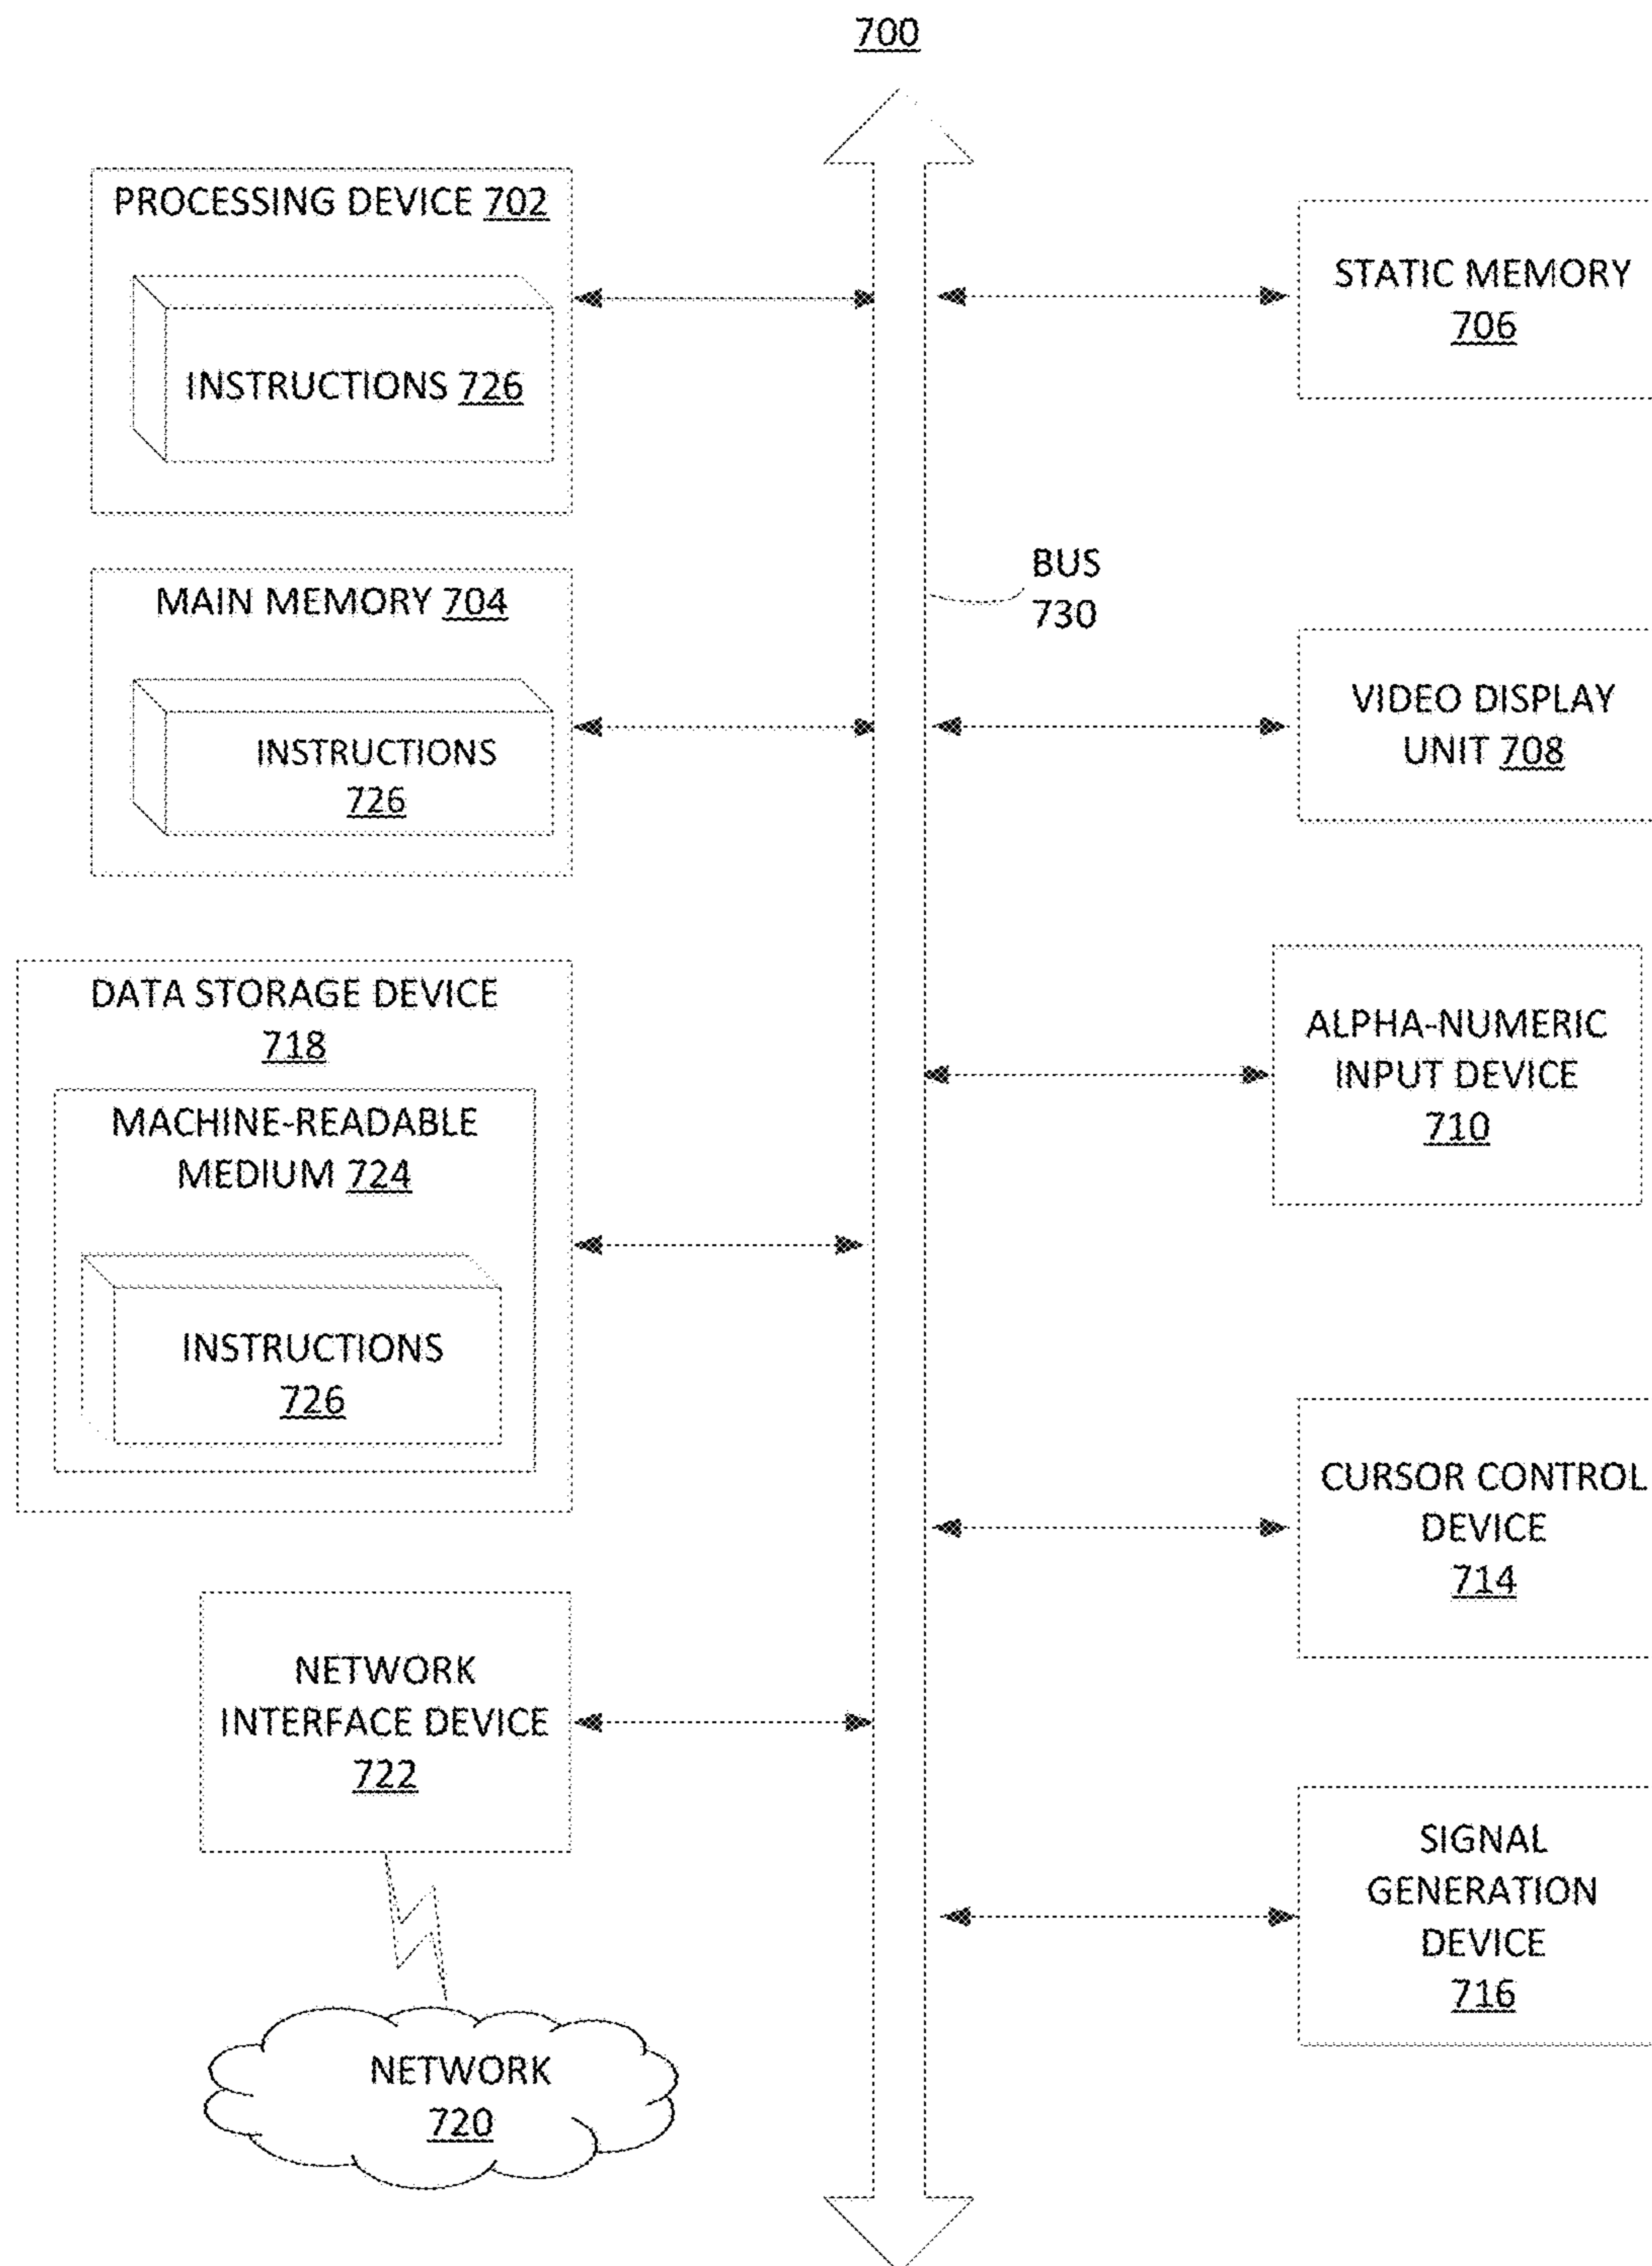 700
PROCESSING DEVICE 702
INSTRUCTIONS 726
MAIN MEMORY 704
INSTRUCTIONS
726
DATA STORAGE DEVICE
718
MACHINE-READABLE
MEDIUM 724
INSTRUCTIONS
726
NETWORK
INTERFACE DEVICE
722
NETWORK
720
BUS
730
STATIC MEMORY
706
VIDEO DISPLAY
UNIT 708
ALPHA-NUMERIC
INPUT DEVICE
710
CURSOR CONTROL
DEVICE
714
SIGNAL
GENERATION
DEVICE
716